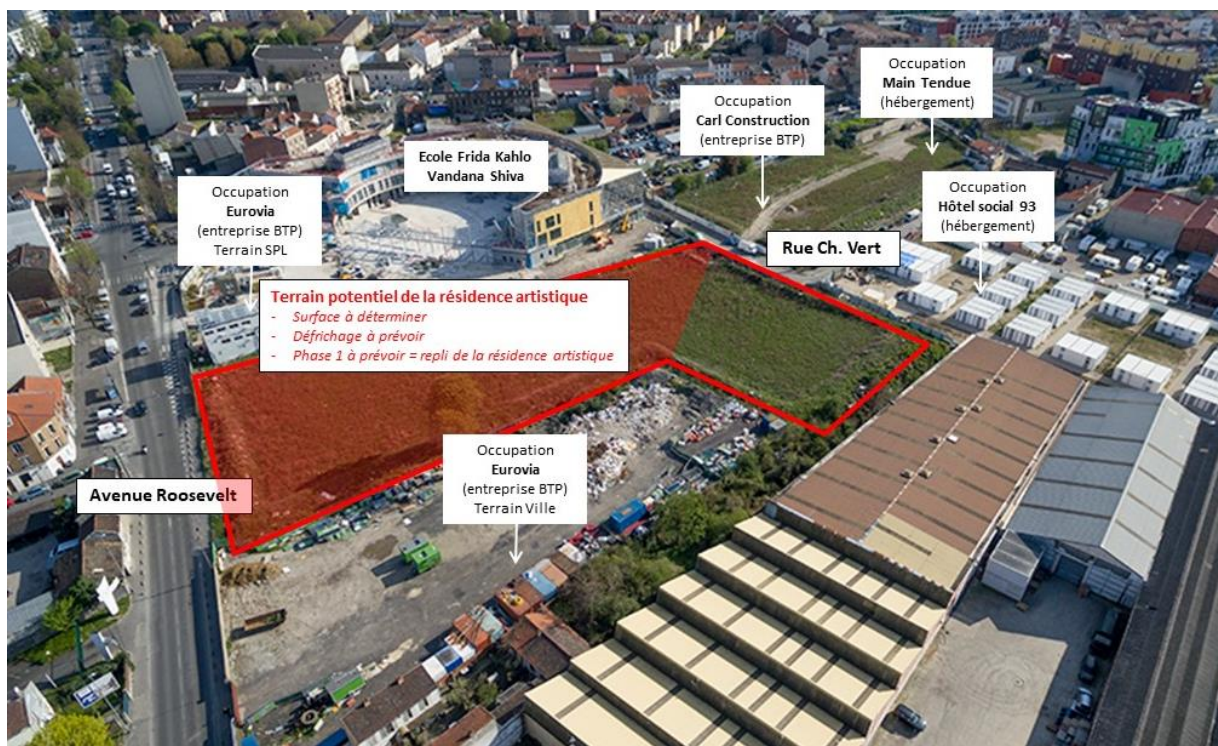 Occupation
Main Tendue
(hébergement)
Occupation
Carl Construction
(entreprise BTP)
Ecole Frida Kahlo
Vandana Shiva
Occupation
Eurovia
(entreprise BTP)
Terrain SPL
Occupation
Hôtel social 93
(hébergement)
Rue Ch. Vert
Terrain potentiel de la résidence artistique
- Surface à déterminer
- Défrichage à prévoir
- Phase 1 à prévoir = repli de la résidence artistique
Occupation
Eurovia
(entreprise BTP)
Terrain Ville
Avenue Roosevelt